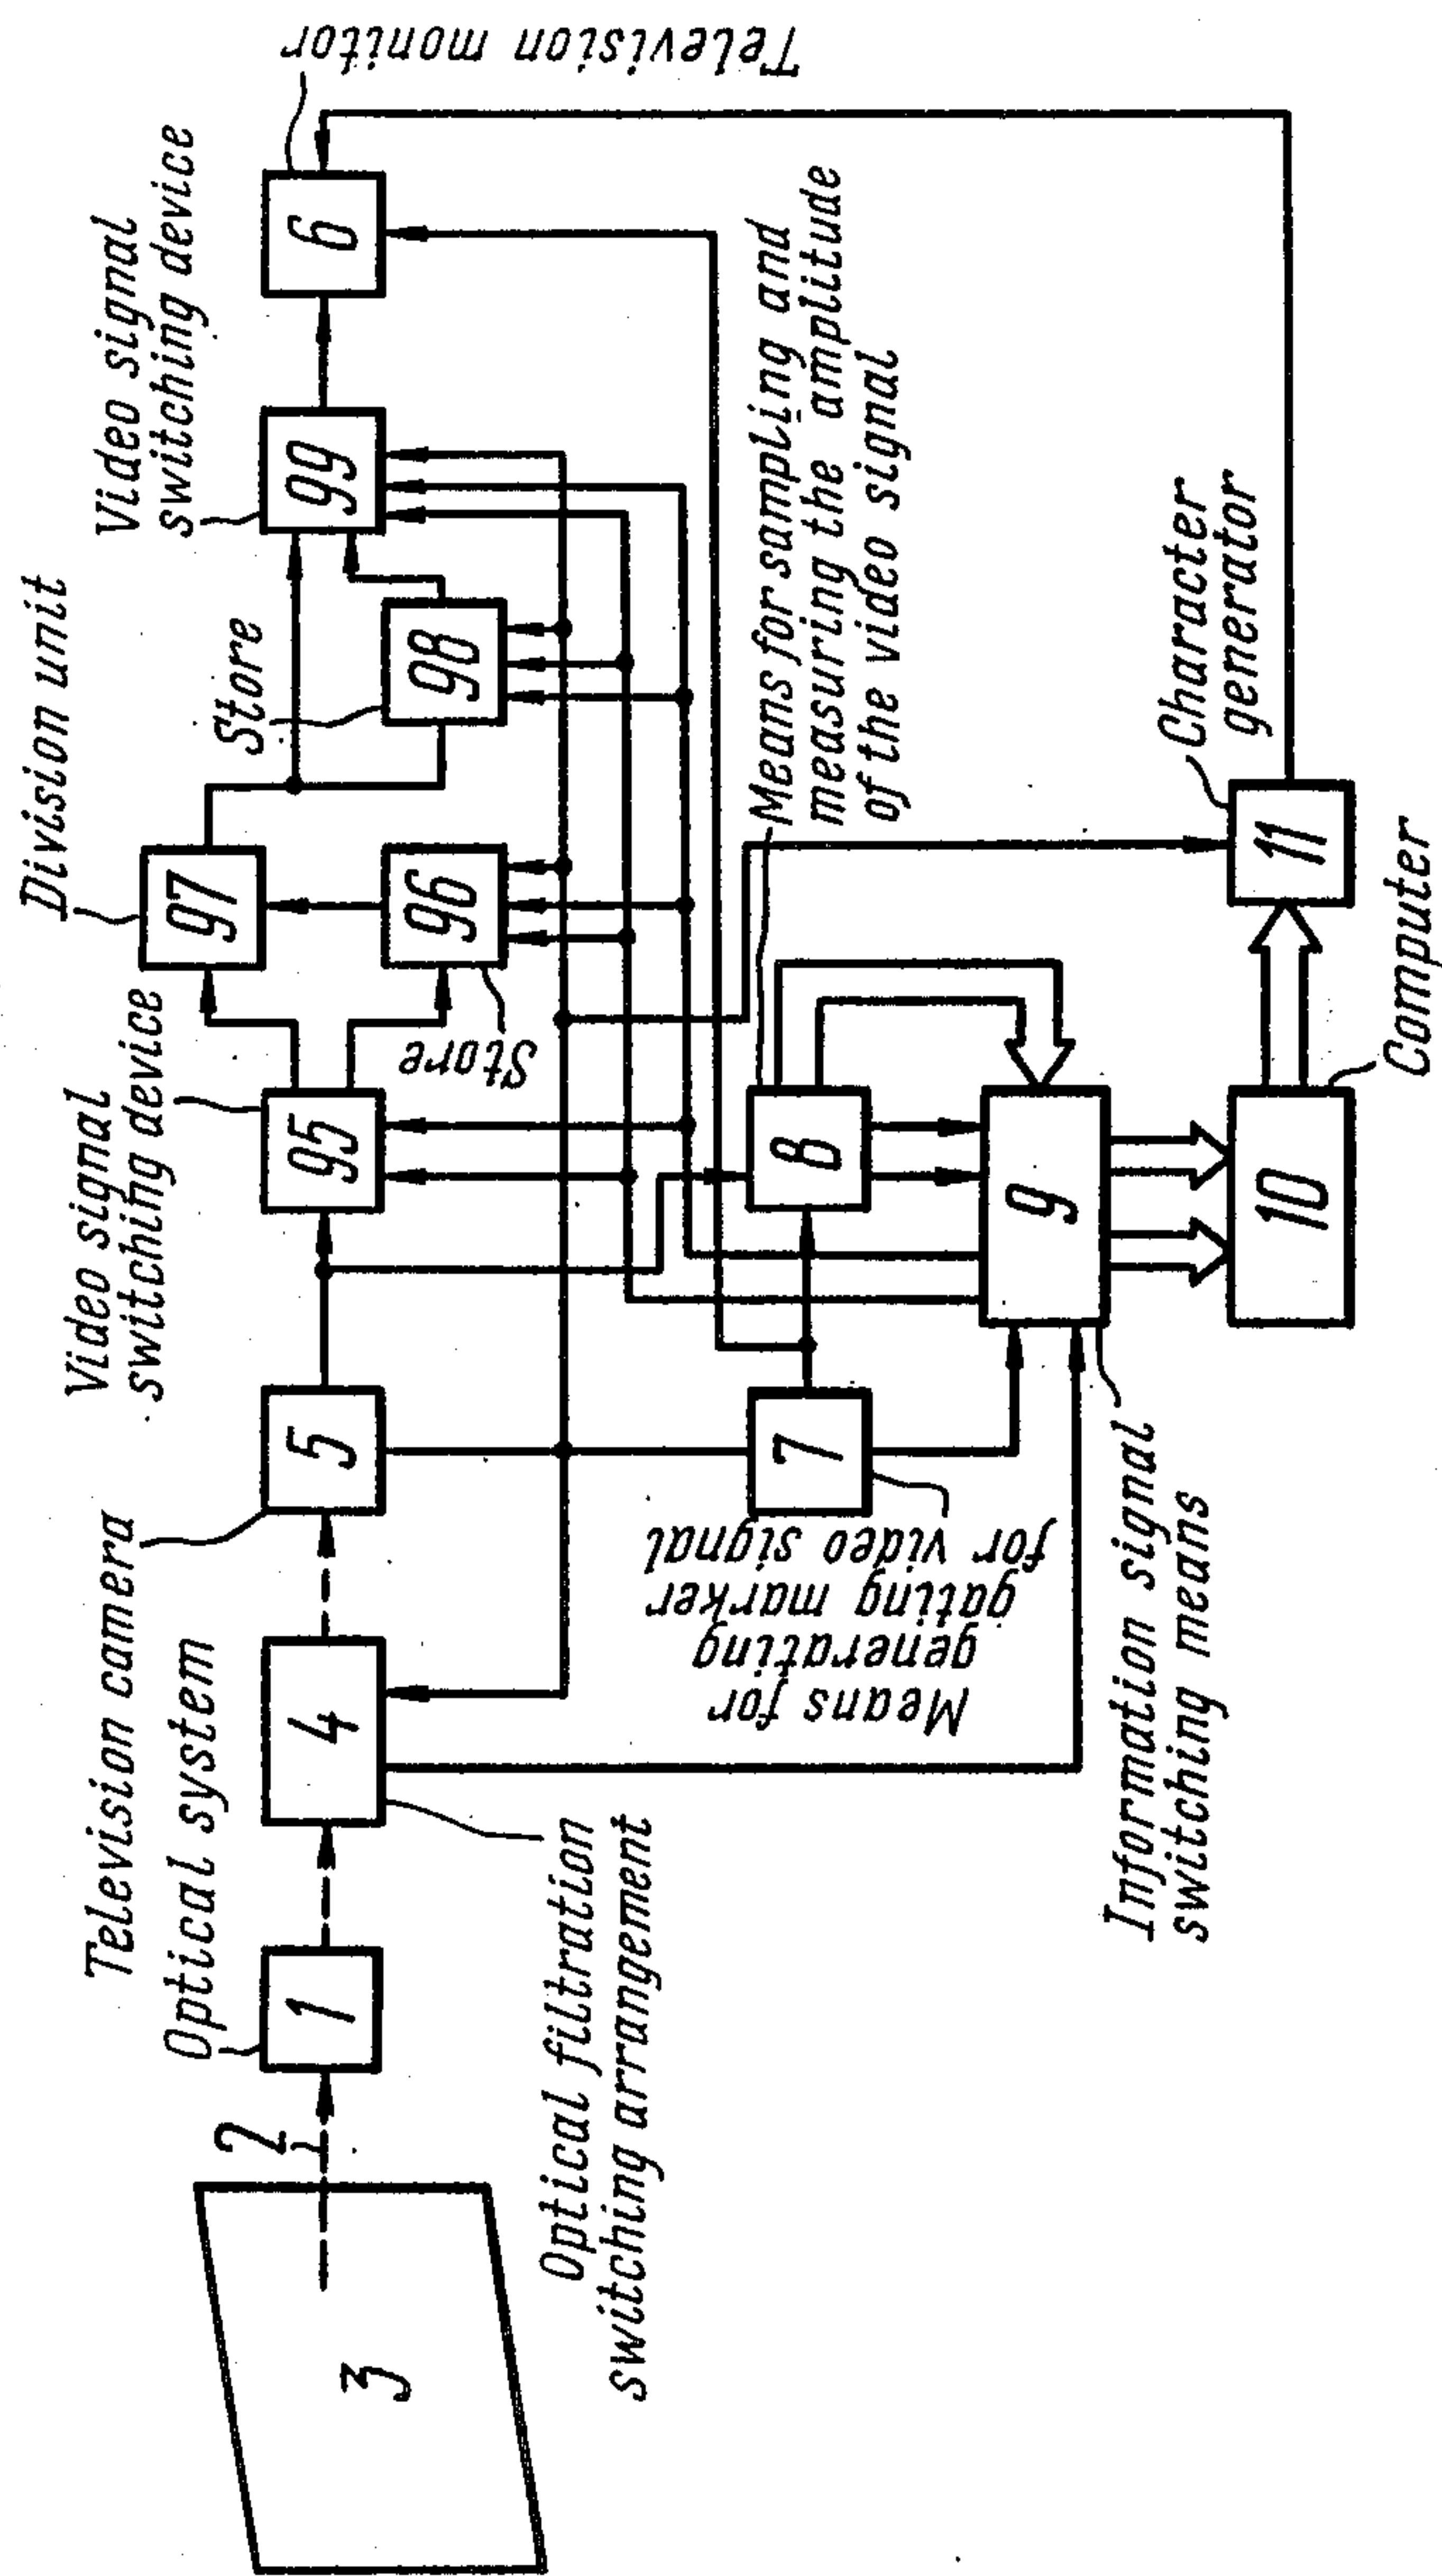 3
2
1
Optical system
4
Optical filtration
switching arrangement
5
Television camera
95
Video signal
switching device
96
Store
97
Division unit
98
Store
99
Video signal
switching device
6
Television monitor
7
Means for
generating
gating marker
for video signal
8
Means for sampling and
measuring the amplitude
of the video signal
9
Information signal
switching means
10
Computer
11
Character
generator